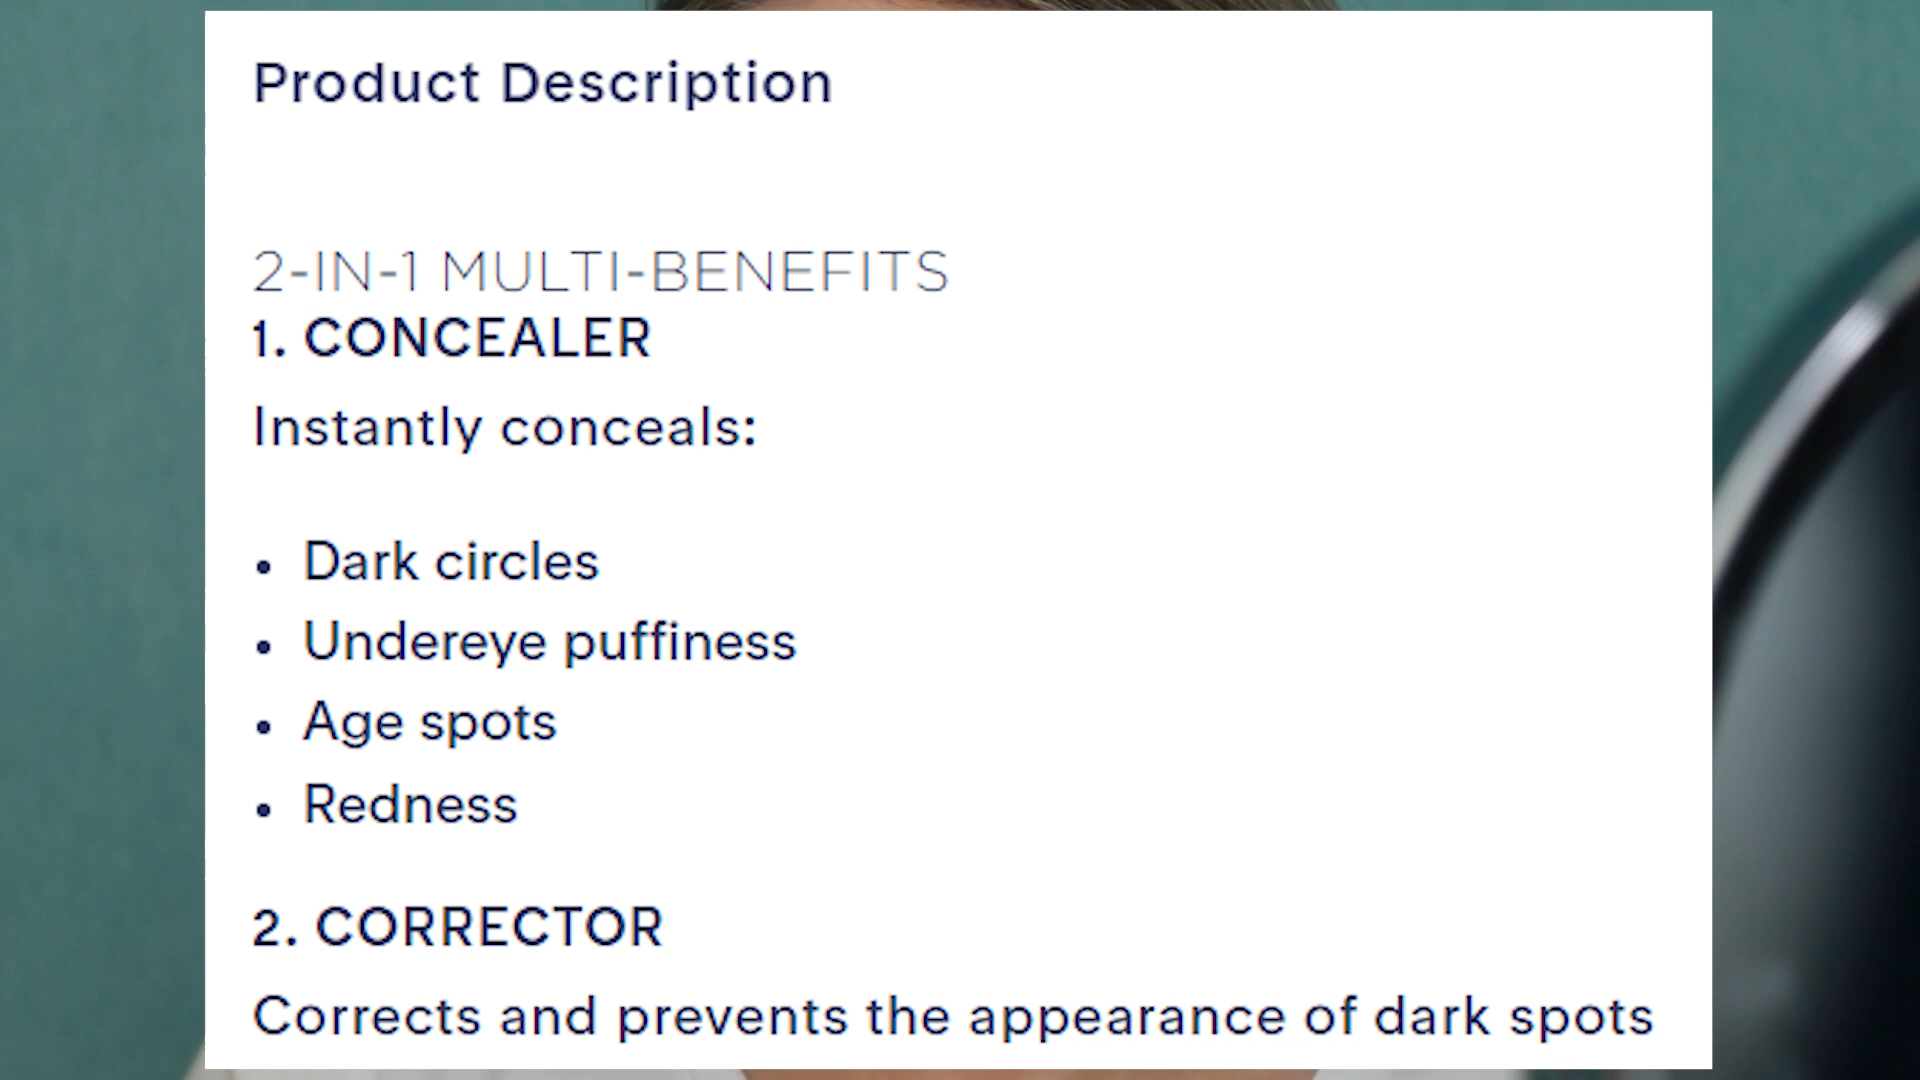 Product Description
2-IN-1 MULTI-BENEFITS
1. CONCEALER
Instantly conceals:
• Dark circles
• Undereye puffiness
• Age spots
• Redness
2. CORRECTOR
Corrects and prevents the appearance of dark spots